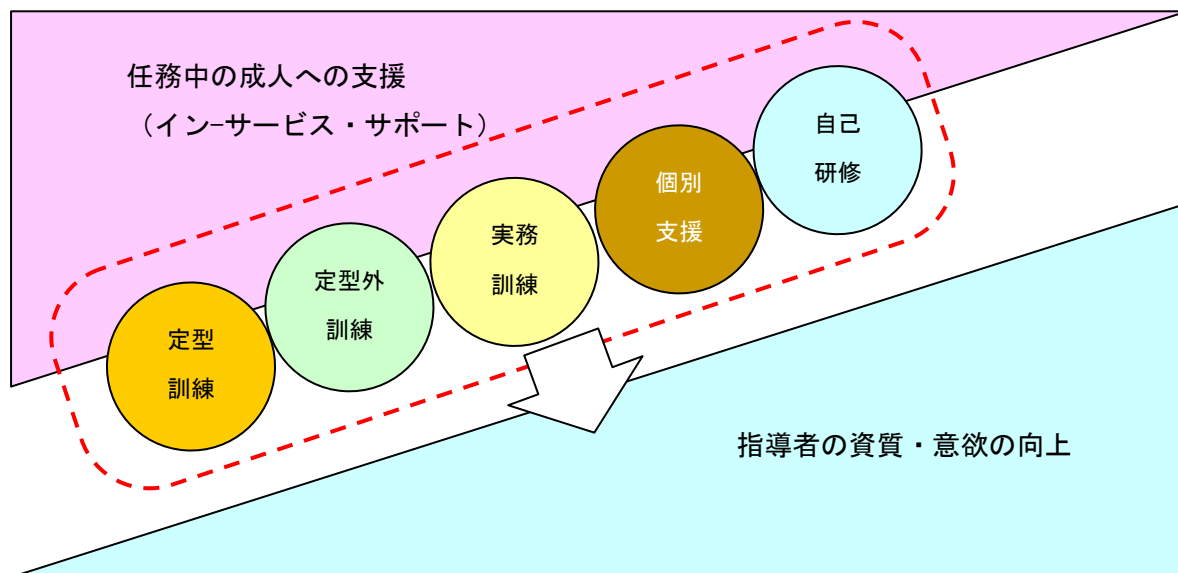 任務中の成人への支援
（イン-サービス・サポート）
自己
研修
個別
支援
実務
訓練
定型外
訓練
定型
訓練
指導者の資質・意欲の向上